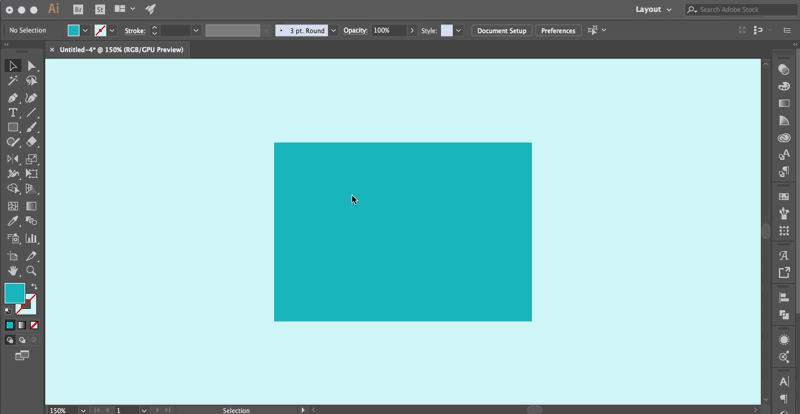 Ai Br St Layout Search Adobe Stock
No Selection Stroke: 3 pt. Round Opacity: 100% Style: Document Setup Preferences
Untitled-4* @ 150% (RGB/GPU Preview)
150% 1 Selection